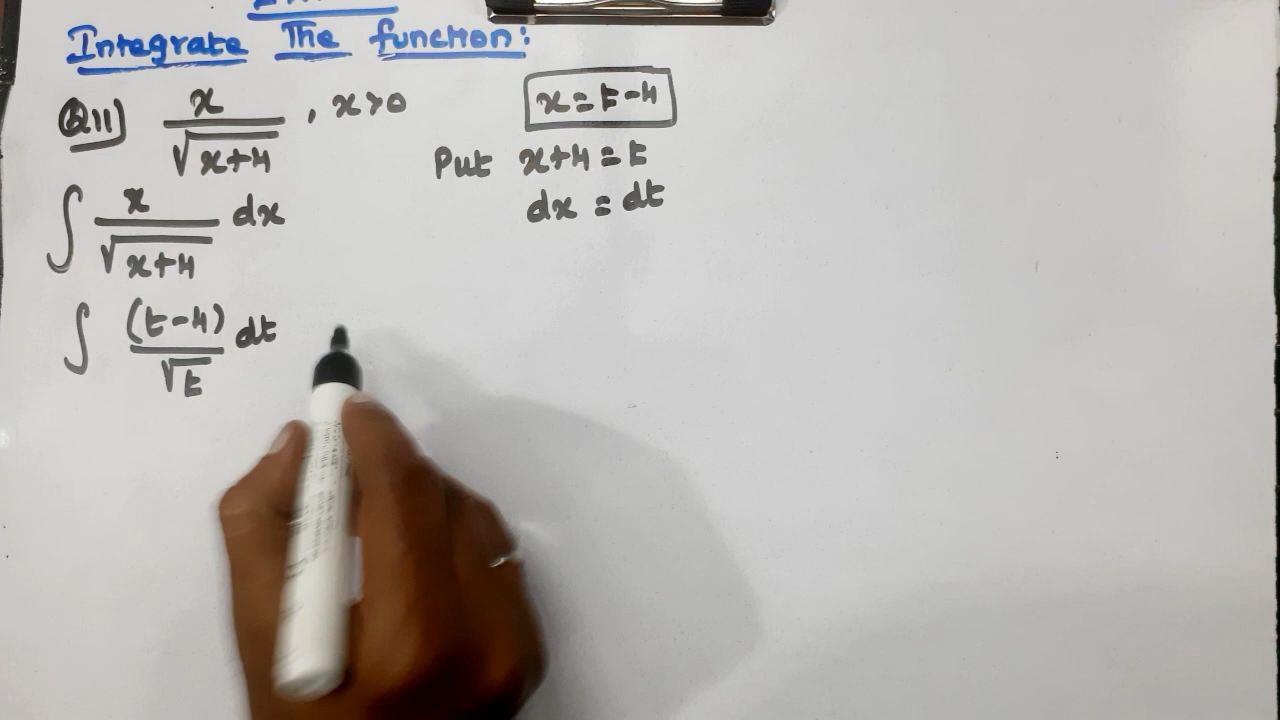 Integrate The function:
Q11) x/√(x+4) , x>0
x=t-4
Put x+4=t
dx=dt
∫ x/√(x+4) dx
∫ (t-4)/√t dt